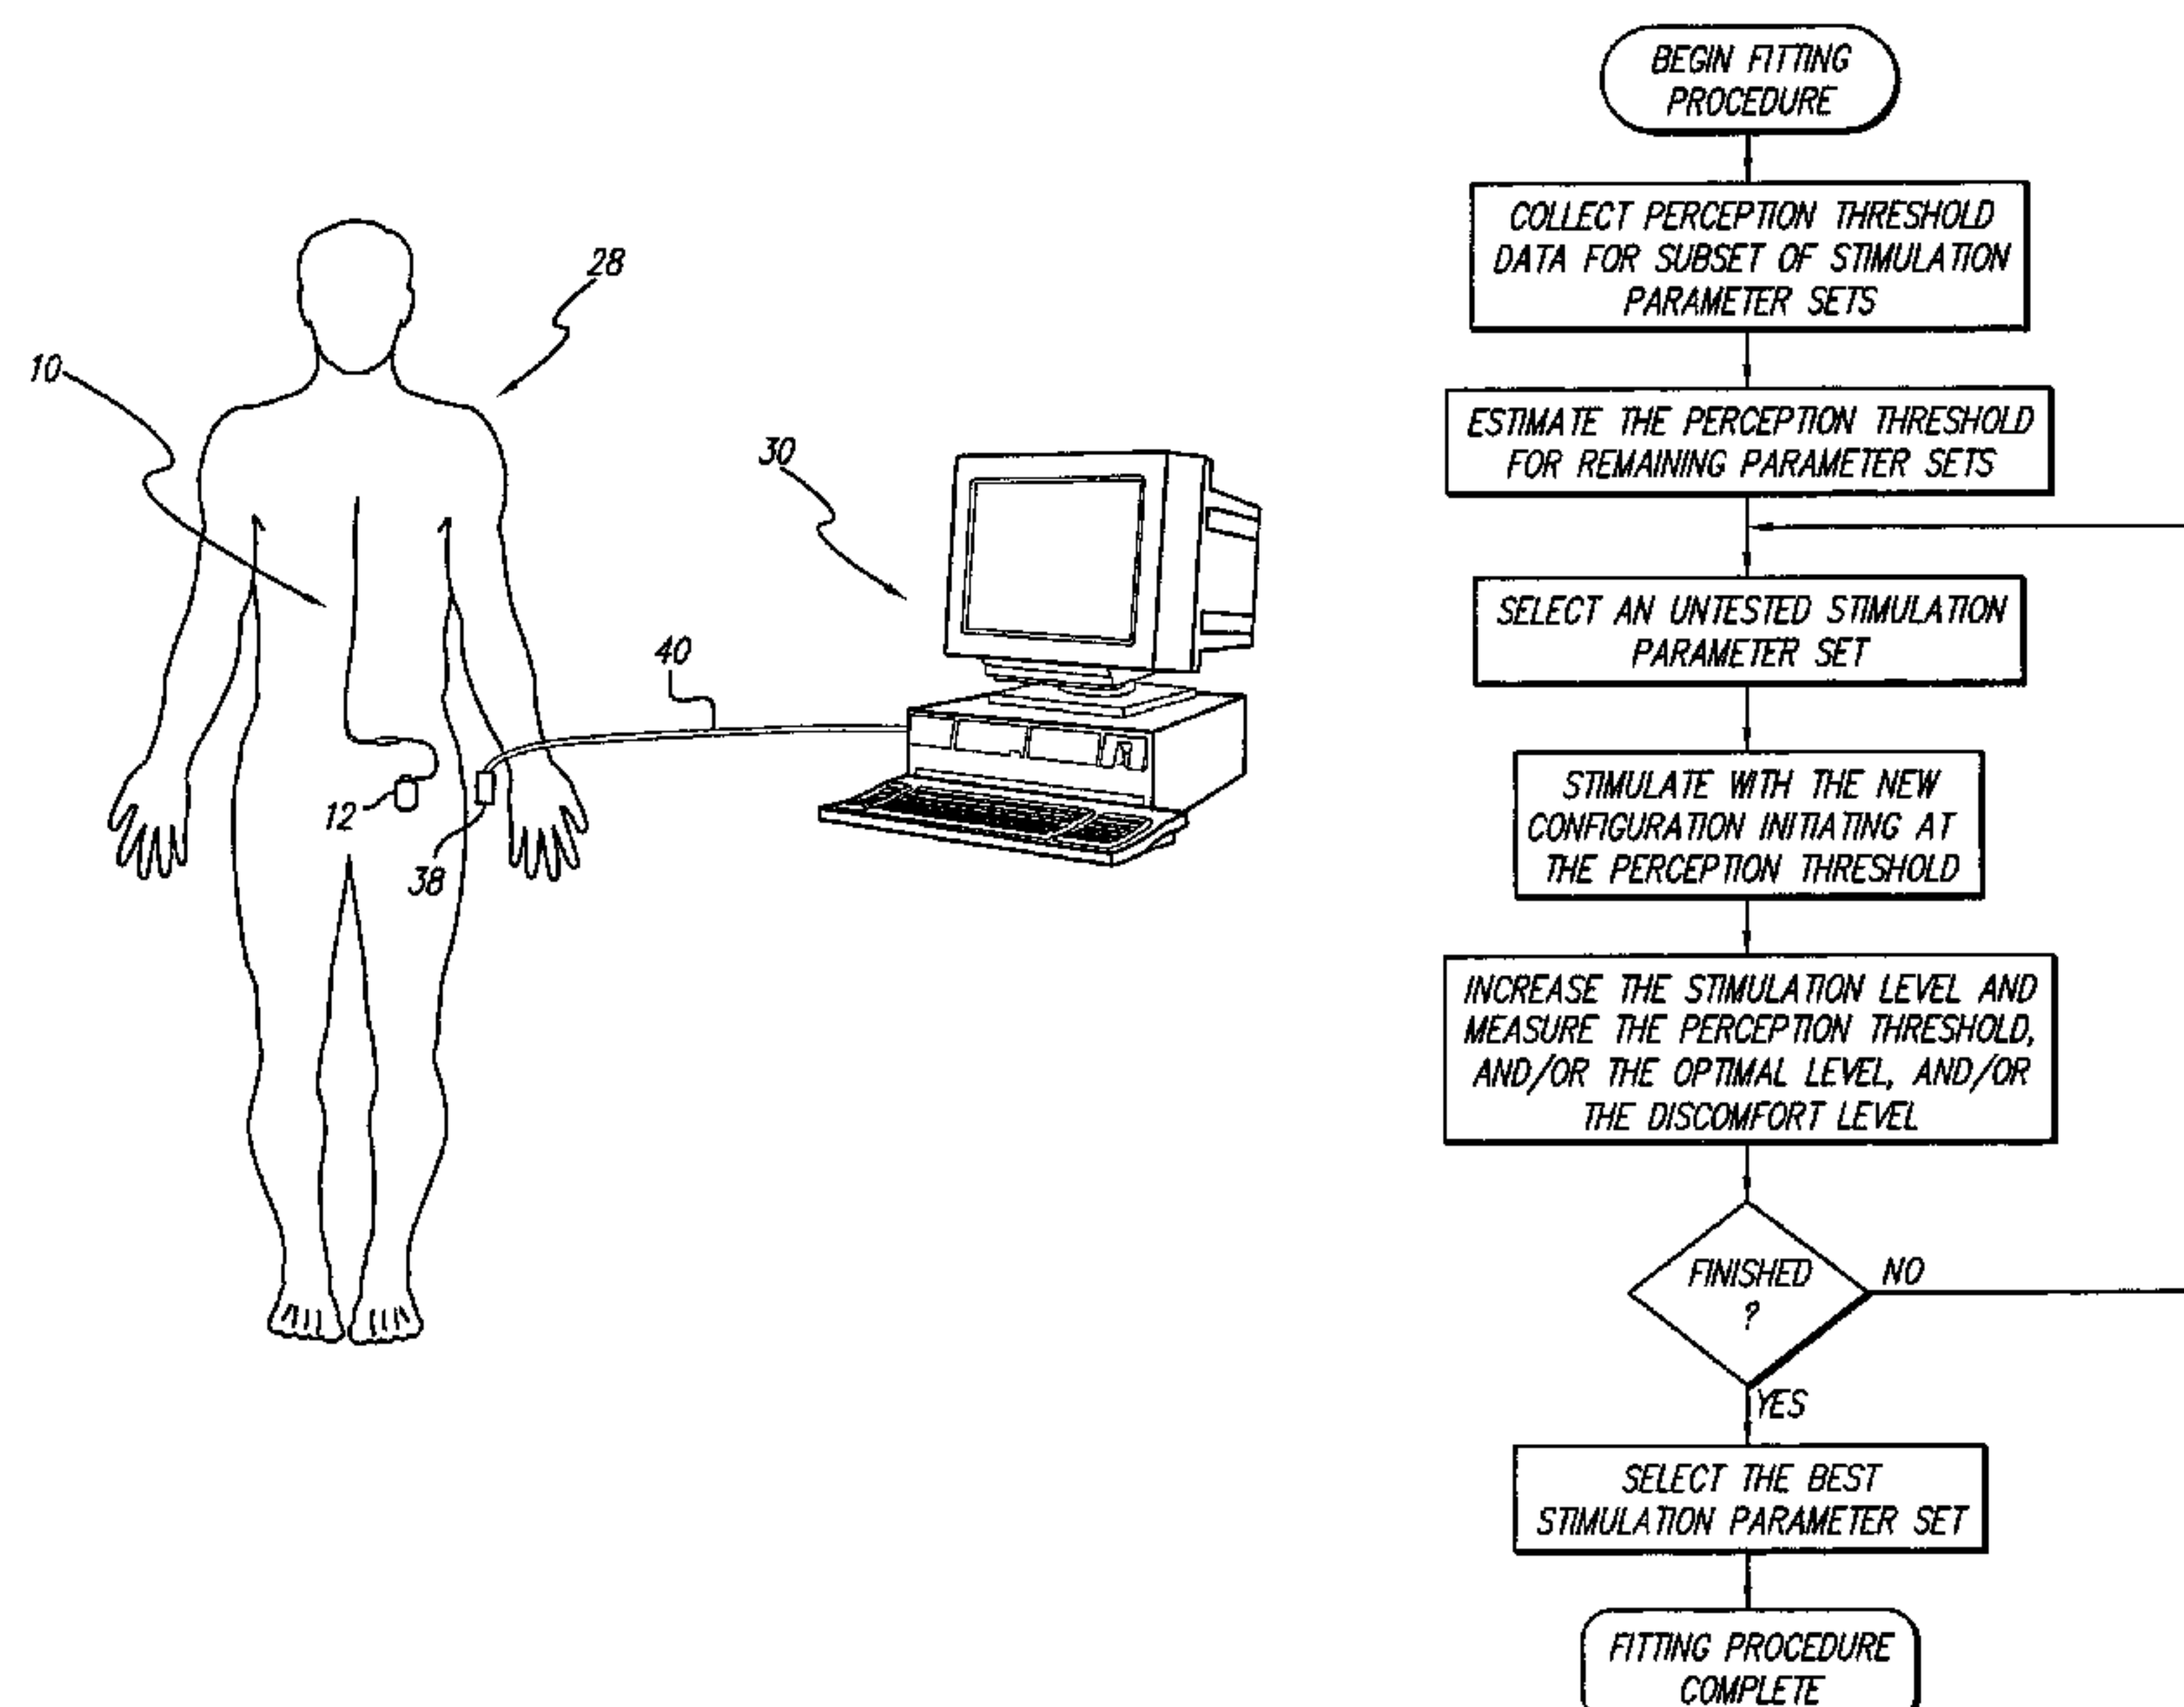 28
10
30
40
12
38
BEGIN FITTING
PROCEDURE
COLLECT PERCEPTION THRESHOLD
DATA FOR SUBSET OF STIMULATION
PARAMETER SETS
ESTIMATE THE PERCEPTION THRESHOLD
FOR REMAINING PARAMETER SETS
SELECT AN UNTESTED STIMULATION
PARAMETER SET
STIMULATE WITH THE NEW
CONFIGURATION INITIATING AT
THE PERCEPTION THRESHOLD
INCREASE THE STIMULATION LEVEL AND
MEASURE THE PERCEPTION THRESHOLD,
AND/OR THE OPTIMAL LEVEL, AND/OR
THE DISCOMFORT LEVEL
FINISHED
?
NO
YES
SELECT THE BEST
STIMULATION PARAMETER SET
FITTING PROCEDURE
COMPLETE